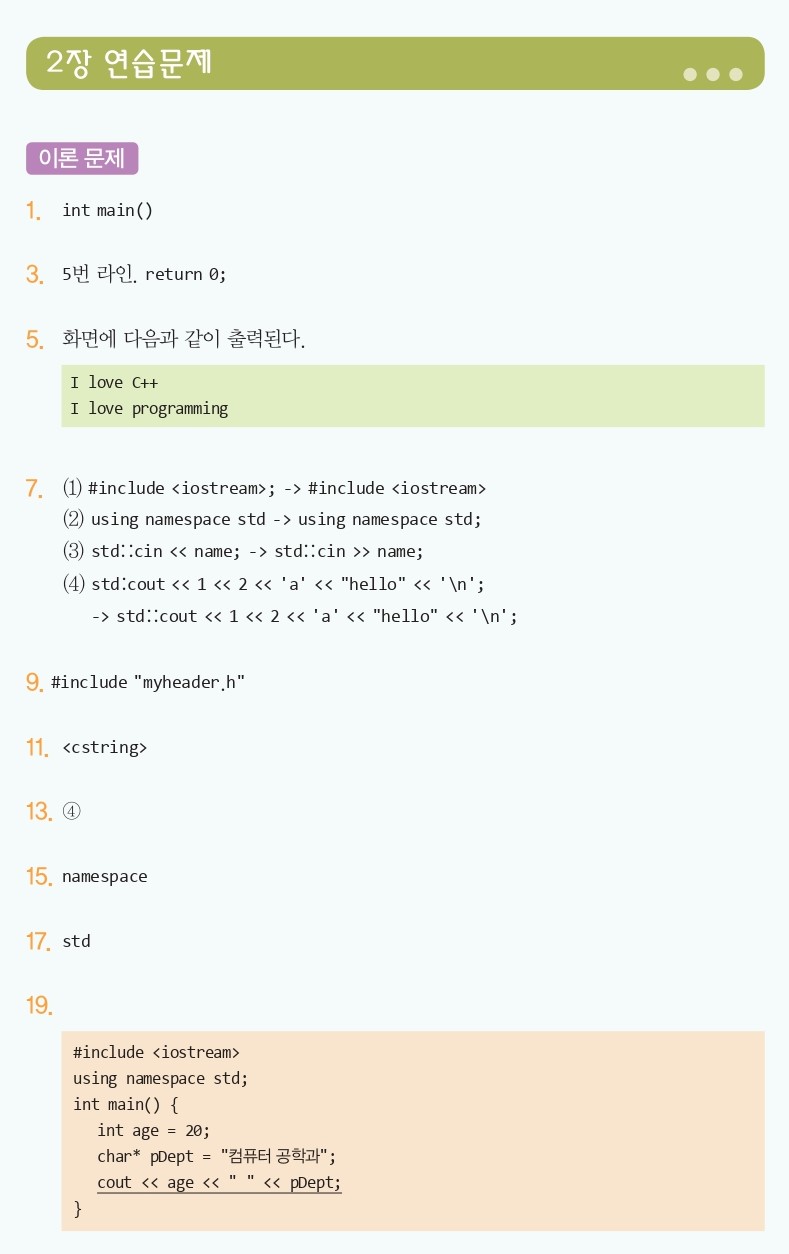 2장 연습문제
이론 문제
1. int main()
3. 5번 라인. return 0;
5. 화면에 다음과 같이 출력된다.
I love C++
I love programming
7. (1) #include <iostream>; -> #include <iostream>
(2) using namespace std -> using namespace std;
(3) std::cin << name; -> std::cin >> name;
(4) std:cout << 1 << 2 << 'a' << "hello" << '\n';
-> std::cout << 1 << 2 << 'a' << "hello" << '\n';
9. #include "myheader.h"
11. <cstring>
13. ④
15. namespace
17. std
19.
#include <iostream>
using namespace std;
int main() {
int age = 20;
char* pDept = "컴퓨터 공학과";
cout << age << " " << pDept;
}